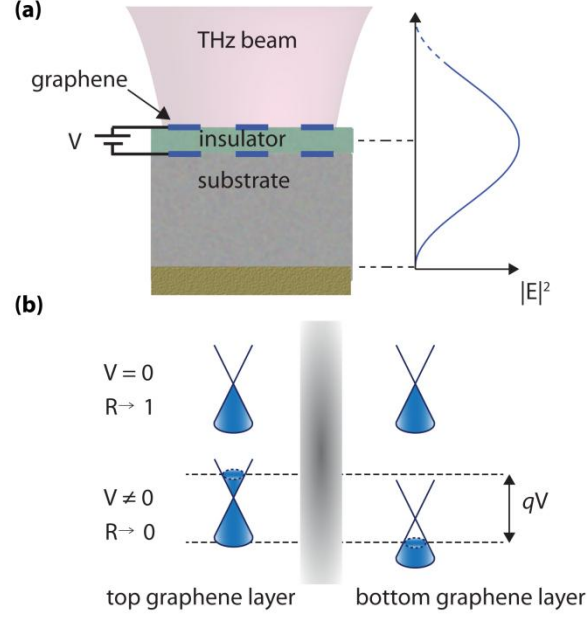 (a)
THz beam
graphene
V
insulator
substrate
|E|²
(b)
V = 0
R→ 1
V ≠ 0
R→ 0
qV
top graphene layer
bottom graphene layer